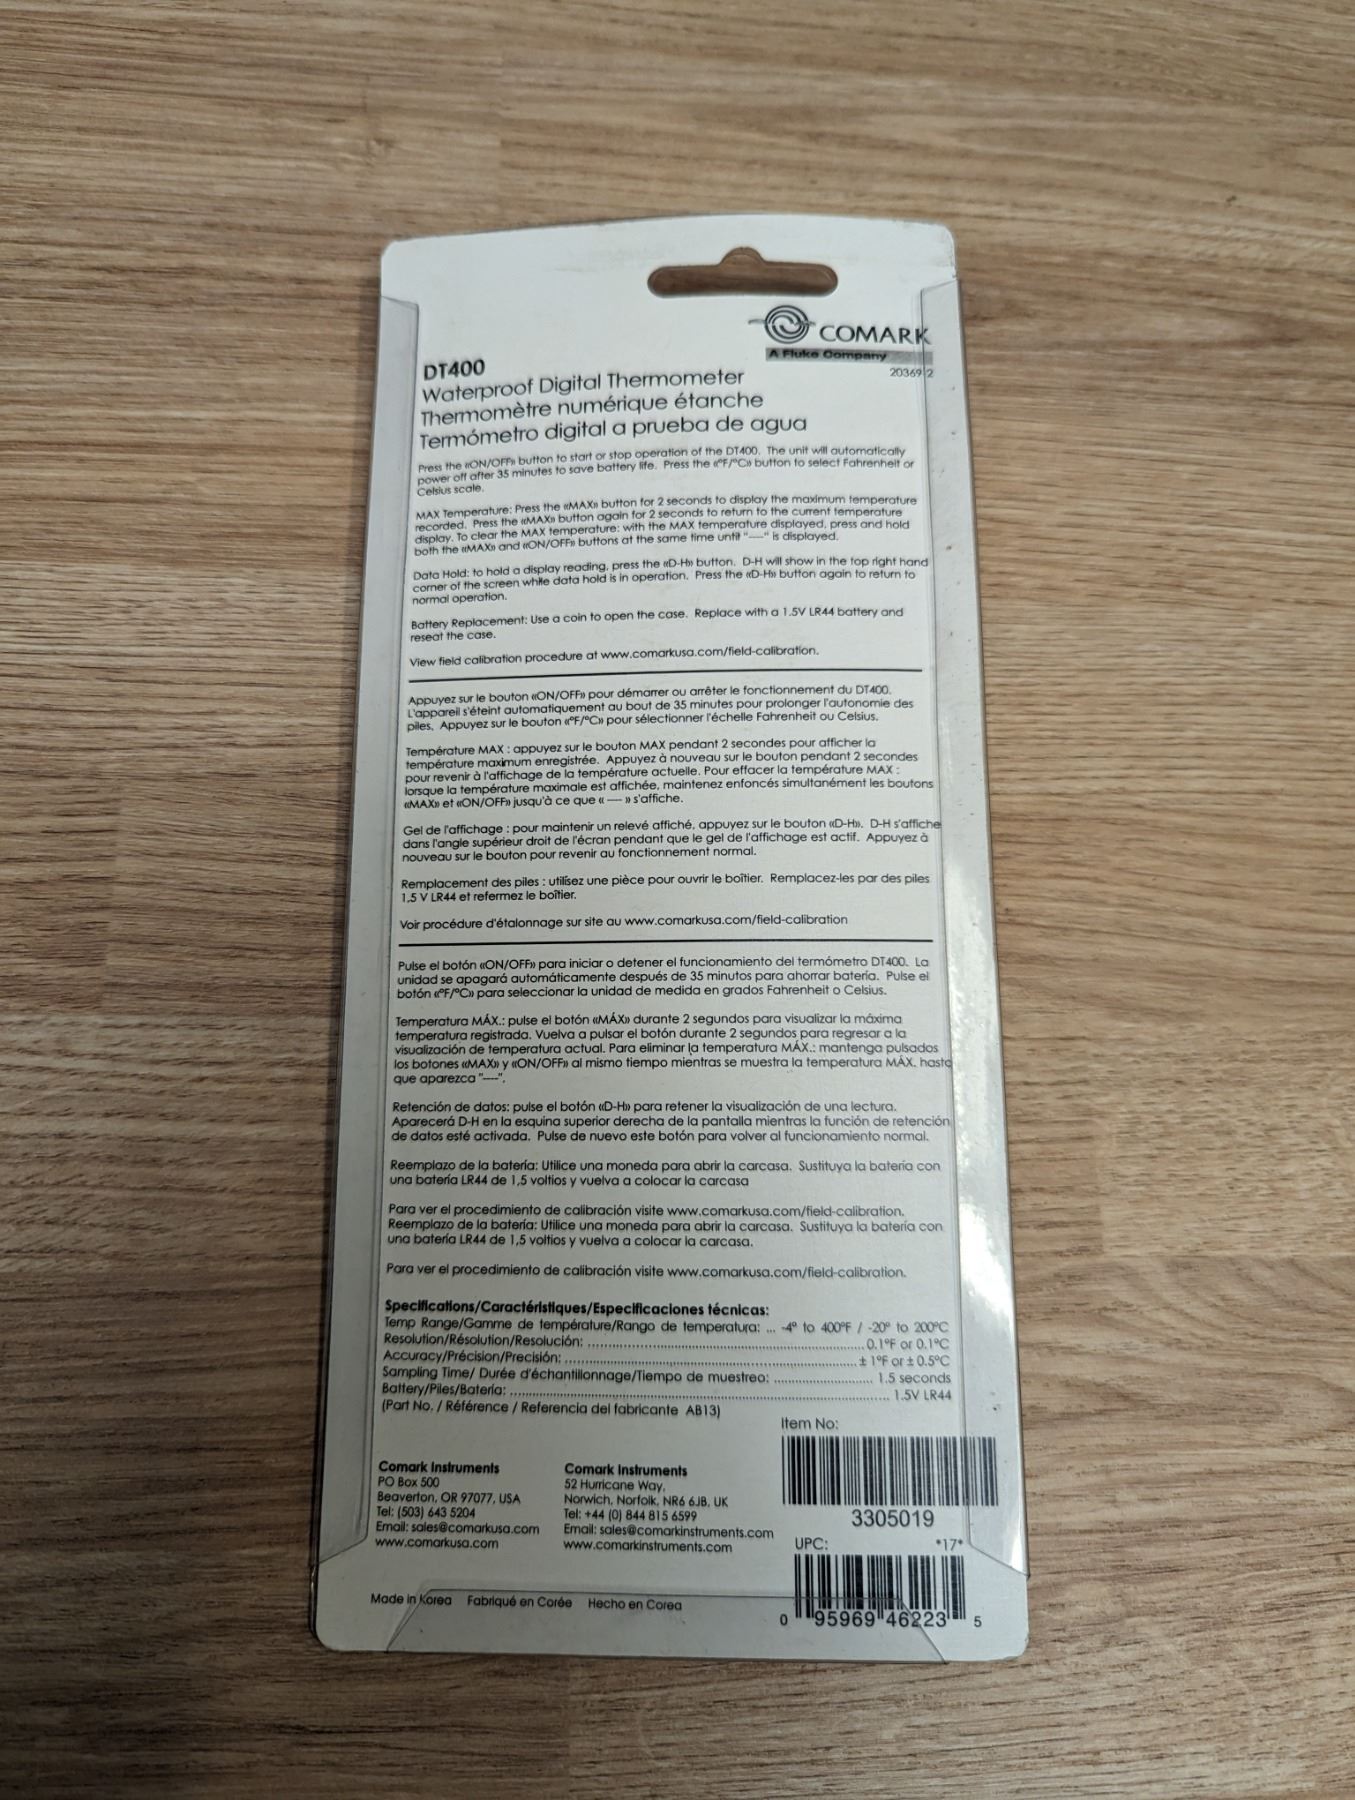 COMARK
A Fluke Company
20369 2
DT400
Waterproof Digital Thermometer
Thermomètre numérique étanche
Termómetro digital a prueba de agua
Press the «ON/OFF» button to start or stop operation of the DT400. The unit will automatically
power off after 35 minutes to save battery life. Press the «ºF/ºC» button to select Fahrenheit or
Celsius scale.
MAX Temperature: Press the «MAX» button for 2 seconds to display the maximum temperature
recorded. Press the «MAX» button again for 2 seconds to return to the current temperature
display. To clear the MAX temperature: with the MAX temperature displayed, press and hold
both the «MAX» and «ON/OFF» buttons at the same time until "----" is displayed.
Data Hold: to hold a display reading, press the «D-H» button. D-H will show in the top right hand
corner of the screen while data hold is in operation. Press the «D-H» button again to return to
normal operation.
Battery Replacement: Use a coin to open the case. Replace with a 1.5V LR44 battery and
reseat the case.
View field calibration procedure at www.comarkusa.com/field-calibration.
Appuyez sur le bouton «ON/OFF» pour démarrer ou arrêter le fonctionnement du DT400.
L'appareil s'éteint automatiquement au bout de 35 minutes pour prolonger l'autonomie des
piles. Appuyez sur le bouton «ºF/ºC» pour sélectionner l'échelle Fahrenheit ou Celsius.
Température MAX : appuyez sur le bouton MAX pendant 2 secondes pour afficher la
température maximum enregistrée. Appuyez à nouveau sur le bouton pendant 2 secondes
pour revenir à l'affichage de la température actuelle. Pour effacer la température MAX :
lorsque la température maximale est affichée, maintenez enfoncés simultanément les boutons
«MAX» et «ON/OFF» jusqu'à ce que « ---- » s'affiche.
Gel de l'affichage : pour maintenir un relevé affiché, appuyez sur le bouton «D-H». D-H s'affiche
dans l'angle supérieur droit de l'écran pendant que le gel de l'affichage est actif. Appuyez à
nouveau sur le bouton pour revenir au fonctionnement normal.
Remplacement des piles : utilisez une pièce pour ouvrir le boîtier. Remplacez-les par des piles
1,5 V LR44 et refermez le boîtier.
Voir procédure d'étalonnage sur site au www.comarkusa.com/field-calibration
Pulse el botón «ON/OFF» para iniciar o detener el funcionamiento del termómetro DT400. La
unidad se apagará automáticamente después de 35 minutos para ahorrar batería. Pulse el
botón «ºF/ºC» para seleccionar la unidad de medida en grados Fahrenheit o Celsius.
Temperatura MÁX.: pulse el botón «MÁX» durante 2 segundos para visualizar la máxima
temperatura registrada. Vuelva a pulsar el botón durante 2 segundos para regresar a la
visualización de temperatura actual. Para eliminar la temperatura MÁX.: mantenga pulsados
los botones «MAX» y «ON/OFF» al mismo tiempo mientras se muestra la temperatura MÁX. hasta
que aparezca "----".
Retención de datos: pulse el botón «D-H» para retener la visualización de una lectura.
Aparecerá D-H en la esquina superior derecha de la pantalla mientras la función de retención
de datos esté activada. Pulse de nuevo este botón para volver al funcionamiento normal.
Reemplazo de la batería: Utilice una moneda para abrir la carcasa. Sustituya la batería con
una batería LR44 de 1,5 voltios y vuelva a colocar la carcasa
Para ver el procedimiento de calibración visite www.comarkusa.com/field-calibration.
Reemplazo de la batería: Utilice una moneda para abrir la carcasa. Sustituya la batería con
una batería LR44 de 1,5 voltios y vuelva a colocar la carcasa.
Para ver el procedimiento de calibración visite www.comarkusa.com/field-calibration.
Specifications/Caractéristiques/Especificaciones técnicas:
Temp Range/Gamme de température/Rango de temperatura: ... -4º to 400ºF / -20º to 200ºC
Resolution/Résolution/Resolución: ........ 0.1ºF or 0.1ºC
Accuracy/Précision/Precisión: ........ ± 1ºF or ± 0.5ºC
Sampling Time/ Durée d'échantillonnage/Tiempo de muestreo: ........ 1.5 seconds
Battery/Piles/Batería: ........ 1.5V LR44
(Part No. / Référence / Referencia del fabricante AB13)
Comark Instruments
PO Box 500
Beaverton, OR 97077, USA
Tel: (503) 643 5204
Email: sales@comarkusa.com
www.comarkusa.com
Comark Instruments
52 Hurricane Way,
Norwich, Norfolk, NR6 6JB, UK
Tel: +44 (0) 844 815 6599
Email: sales@comarkinstruments.com
www.comarkinstruments.com
Item No:
3305019
UPC:
*17*
0 95969 46223 5
Made in Korea Fabriqué en Corée Hecho en Corea